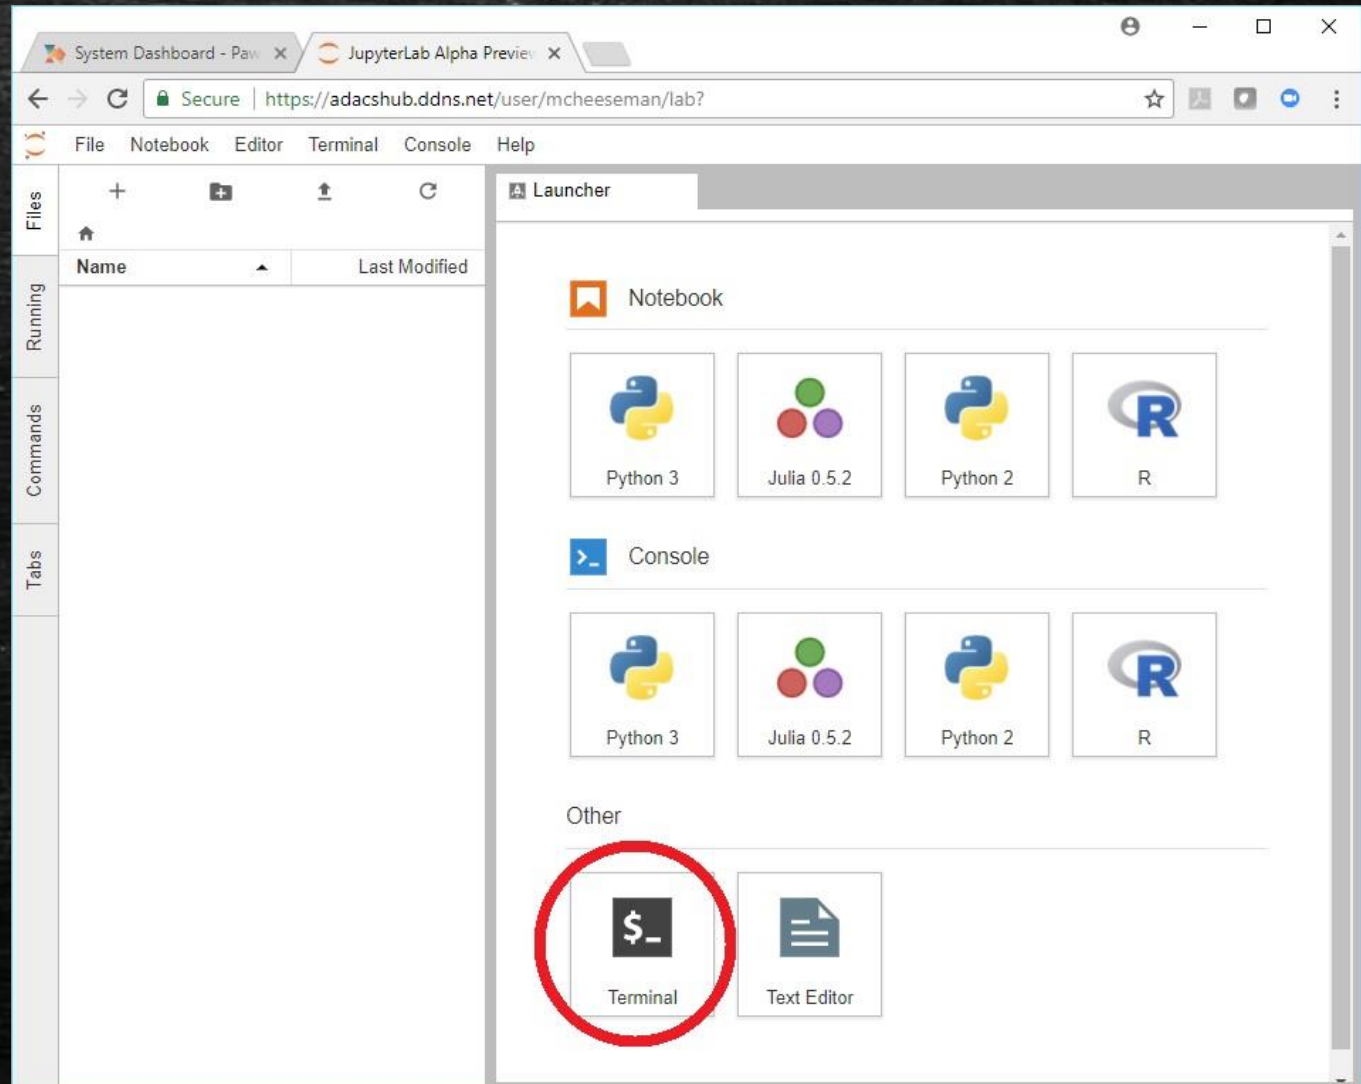 System Dashboard - Paw
JupyterLab Alpha Preview
Secure | https://adacshub.ddns.net/user/mcheeseman/lab?
File Notebook Editor Terminal Console Help
Files
Running
Commands
Tabs
Name Last Modified
Launcher
Notebook
Python 3 Julia 0.5.2 Python 2 R
Console
Python 3 Julia 0.5.2 Python 2 R
Other
$_
Terminal Text Editor